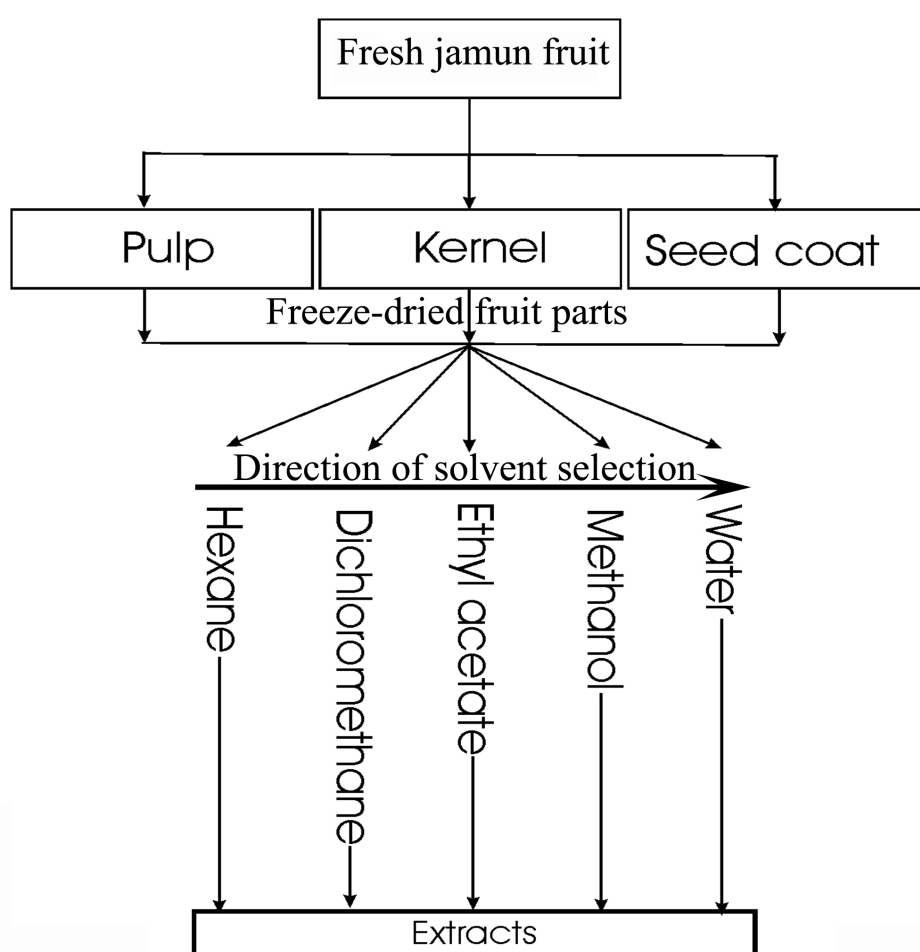 Fresh jamun fruit
Pulp
Kernel
Seed coat
Freeze-dried fruit parts
Direction of solvent selection
Hexane
Dichloromethane
Ethyl acetate
Methanol
Water
Extracts